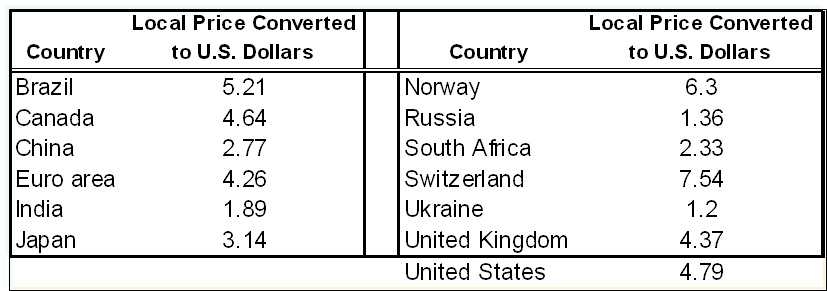 Local Price Converted Local Price Converted
Country to U.S. Dollars Country to U.S. Dollars
Brazil 5.21 Norway 6.3
Canada 4.64 Russia 1.36
China 2.77 South Africa 2.33
Euro area 4.26 Switzerland 7.54
India 1.89 Ukraine 1.2
Japan 3.14 United Kingdom 4.37
United States 4.79